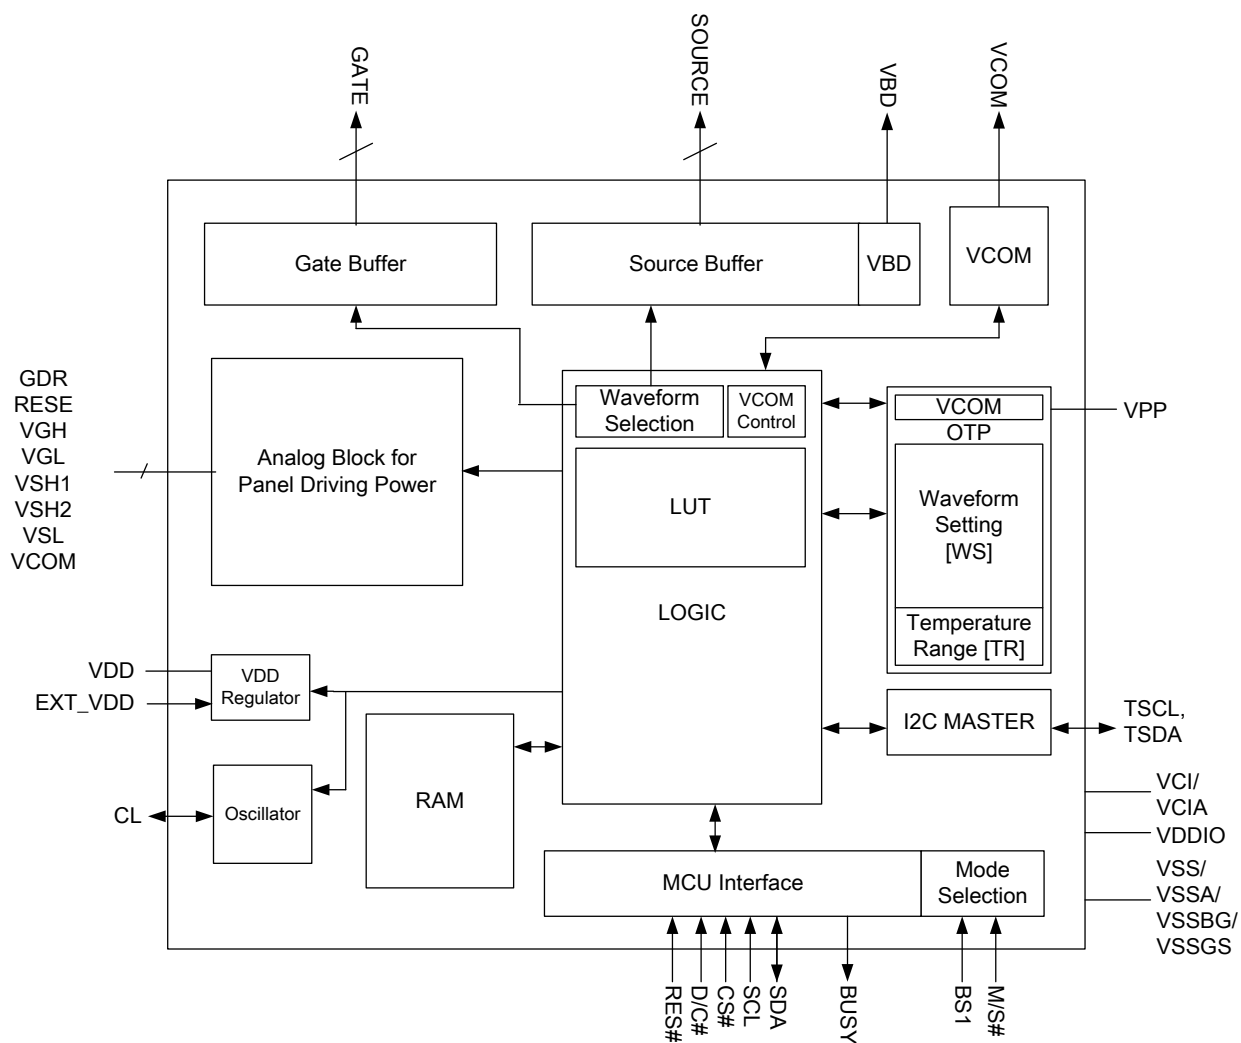 GATE
SOURCE
VBD
VCOM
Gate Buffer
Source Buffer
VBD
VCOM
GDR
RESE
VGH
VGL
VSH1
VSH2
VSL
VCOM
Analog Block for
Panel Driving Power
Waveform
Selection
VCOM
Control
LUT
LOGIC
VCOM
OTP
Waveform
Setting
[WS]
Temperature
Range [TR]
VPP
VDD
EXT_VDD
VDD
Regulator
CL
Oscillator
RAM
I2C MASTER
TSCL,
TSDA
VCI/
VCIA
VDDIO
VSS/
VSSA/
VSSBG/
VSSGS
MCU Interface
Mode
Selection
RES#
D/C#
CS#
SCL
SDA
BUSY
BS1
M/S#